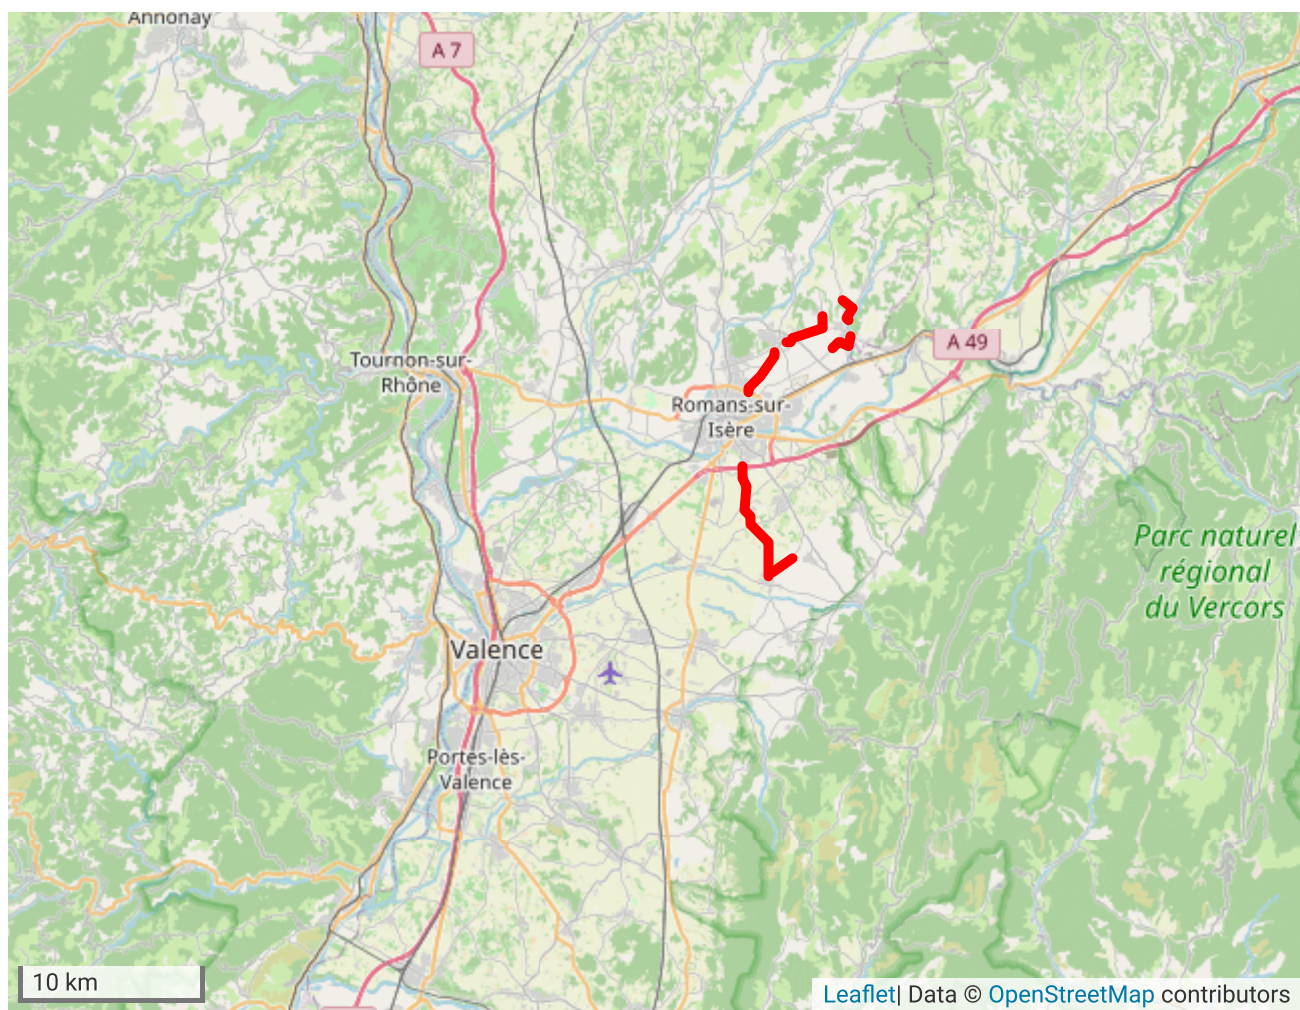 Annonay
A 7
Tournon-sur-
Rhône
A 49
Romans-sur-
Isère
Parc naturel
régional
du Vercors
Valence
Portes-lès-
Valence
10 km
Leaflet| Data © OpenStreetMap contributors